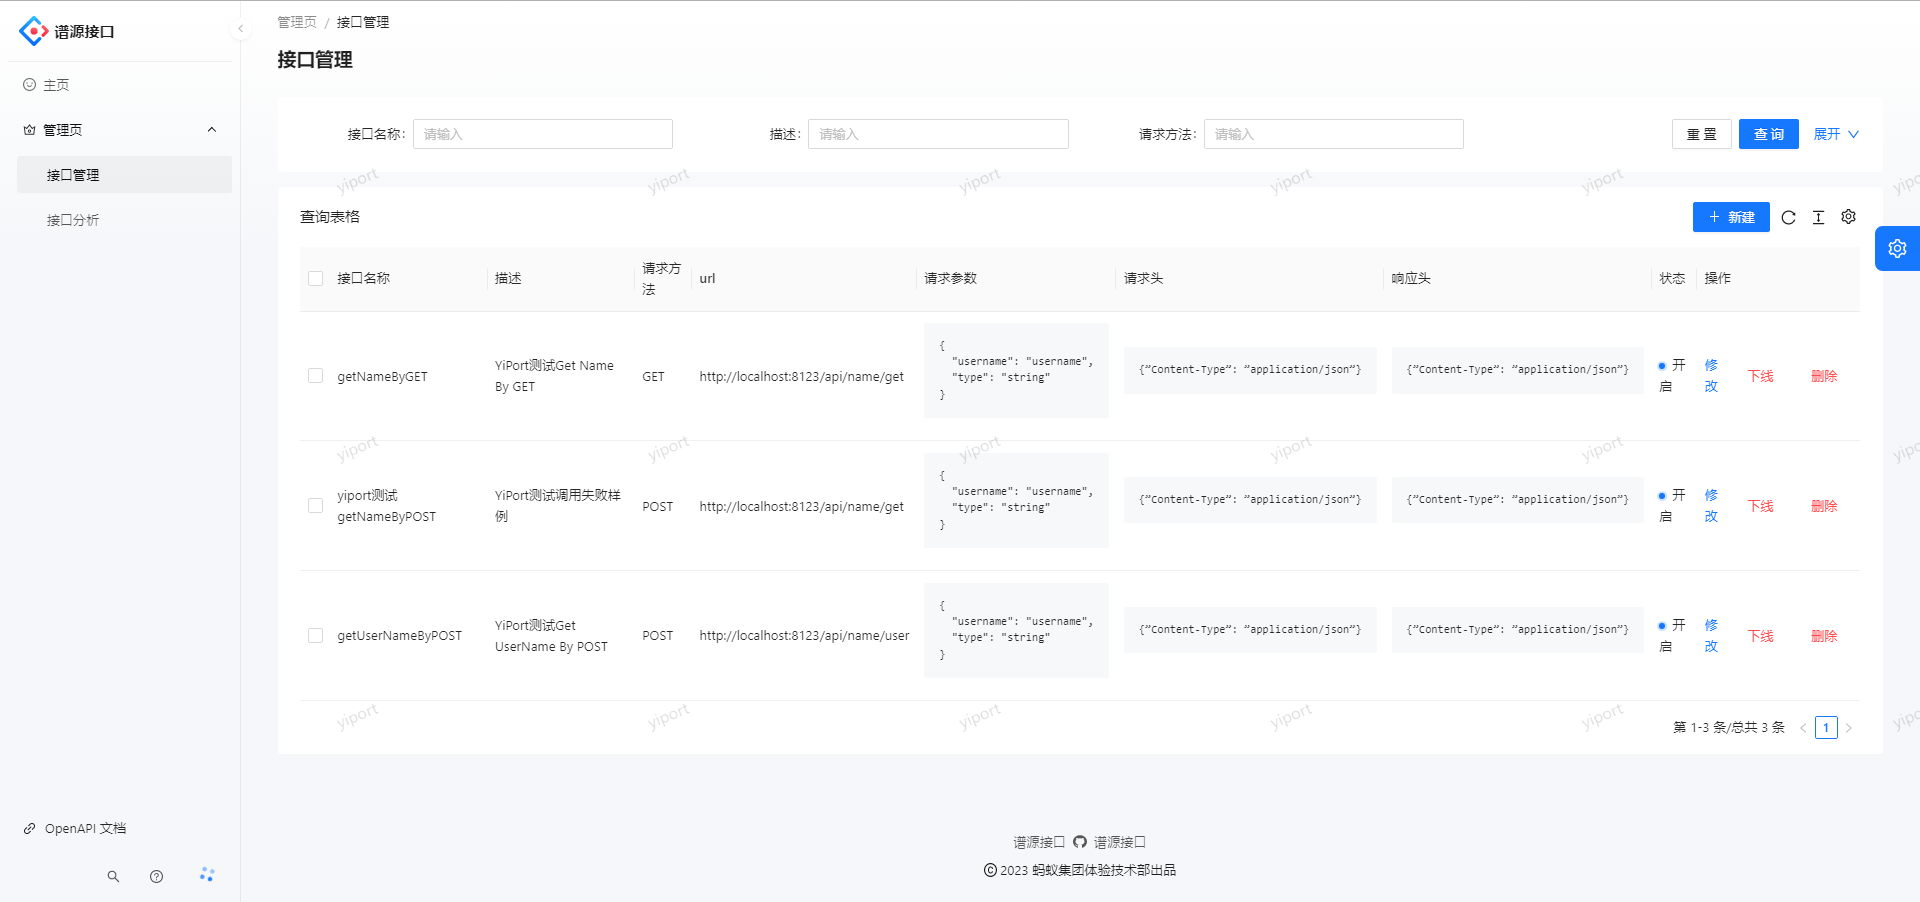 谱源接口
主页
管理页
接口管理
接口分析
OpenAPI 文档
管理页 / 接口管理
接口管理
接口名称: 请输入 描述: 请输入 请求方法: 请输入 重 置 查 询 展开
查询表格 + 新建
接口名称 描述 请求方法 url 请求参数 请求头 响应头 状态 操作
getNameByGET
YiPort测试Get Name
By GET
GET
http://localhost:8123/api/name/get
{
"username": "username",
"type": "string"
}
{"Content-Type": "application/json"}
{"Content-Type": "application/json"}
开
启
修
改
下线
删除
yiport测试
getNameByPOST
YiPort测试调用失败样
例
POST
http://localhost:8123/api/name/get
{
"username": "username",
"type": "string"
}
{"Content-Type": "application/json"}
{"Content-Type": "application/json"}
开
启
修
改
下线
删除
getUserNameByPOST
YiPort测试Get
UserName By POST
POST
http://localhost:8123/api/name/user
{
"username": "username",
"type": "string"
}
{"Content-Type": "application/json"}
{"Content-Type": "application/json"}
开
启
修
改
下线
删除
第 1-3 条/总共 3 条 < 1 >
谱源接口 谱源接口
© 2023 蚂蚁集团体验技术部出品
yiport yiport yiport yiport yiport
yiport yiport yiport yiport yiport
yiport yiport yiport yiport yiport